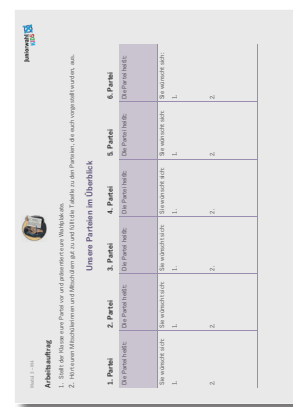 Juniorwahl
KIDS
Arbeitsauftrag
1. Stellt der Klasse eure Partei vor und präsentiert eure Wahlplakate.
2. Hört euren Mitschülerinnen und Mitschülern gut zu und füllt die Tabelle zu den Parteien, die euch vorgestellt wurden, aus.
Unsere Parteien im Überblick
1. Partei 2. Partei 3. Partei 4. Partei 5. Partei 6. Partei
Die Partei heißt: Die Partei heißt: Die Partei heißt: Die Partei heißt: Die Partei heißt: Die Partei heißt:
Sie wünscht sich: Sie wünscht sich: Sie wünscht sich: Sie wünscht sich: Sie wünscht sich: Sie wünscht sich:
1. 1. 1. 1. 1. 1.
2. 2. 2. 2. 2. 2.